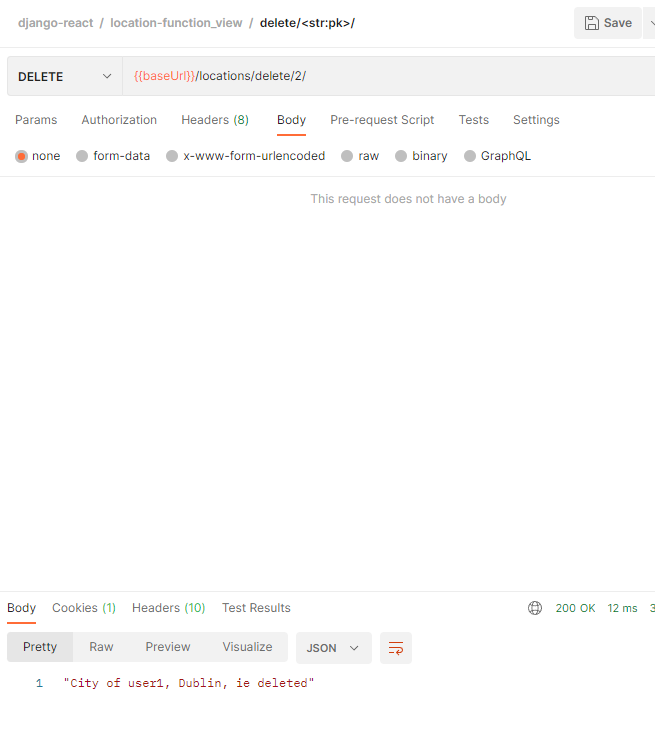 django-react / location-function_view / delete/<str:pk>/
Save
DELETE {{baseUrl}}/locations/delete/2/
Params Authorization Headers (8) Body Pre-request Script Tests Settings
none form-data x-www-form-urlencoded raw binary GraphQL
This request does not have a body
Body Cookies (1) Headers (10) Test Results 200 OK 12 ms 3
Pretty Raw Preview Visualize JSON
1 "City of user1, Dublin, ie deleted"